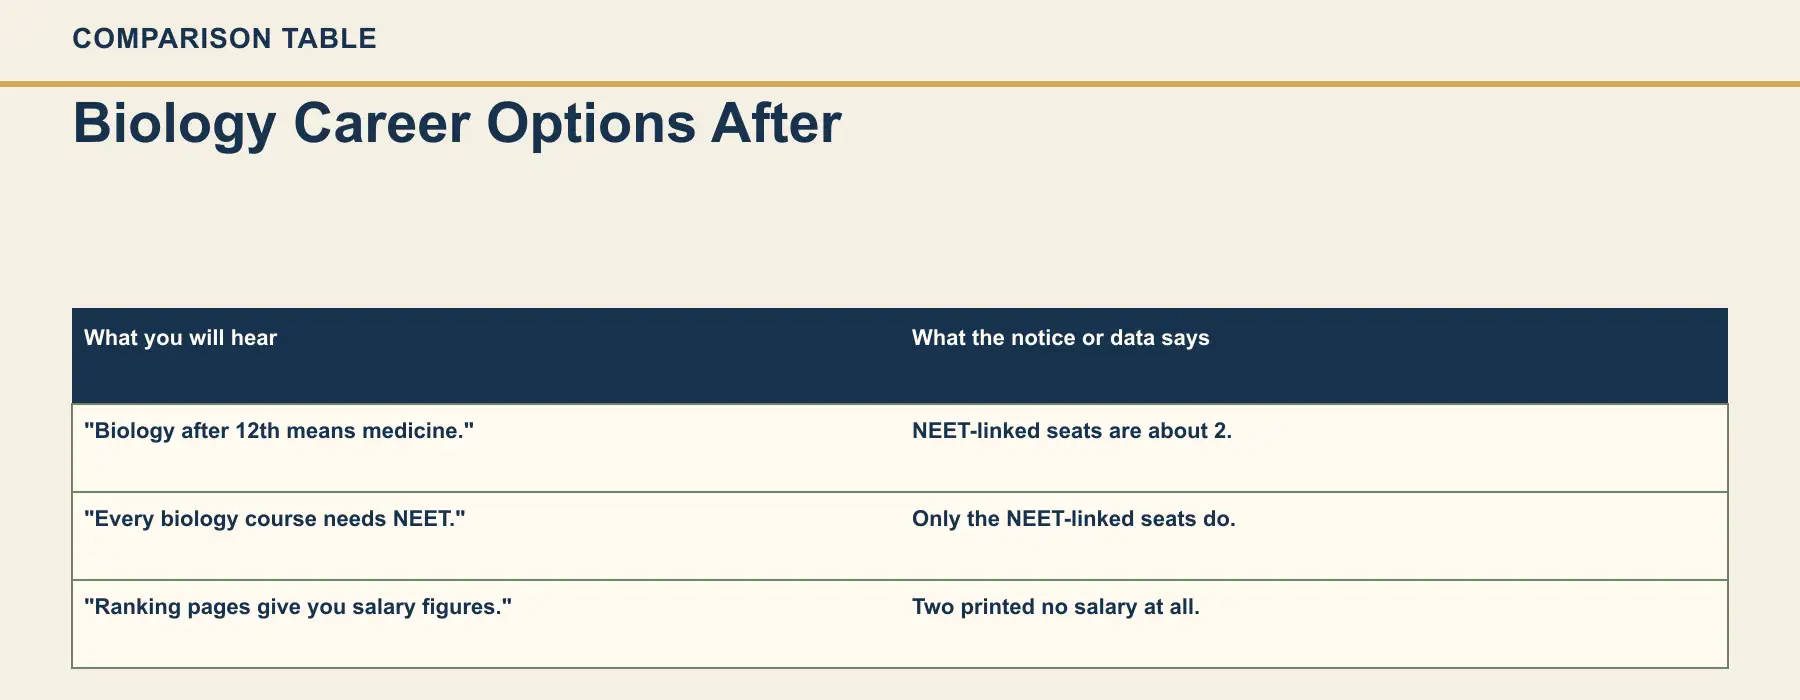 COMPARISON TABLE
Biology Career Options After
What you will hear What the notice or data says
"Biology after 12th means medicine." NEET-linked seats are about 2.
"Every biology course needs NEET." Only the NEET-linked seats do.
"Ranking pages give you salary figures." Two printed no salary at all.